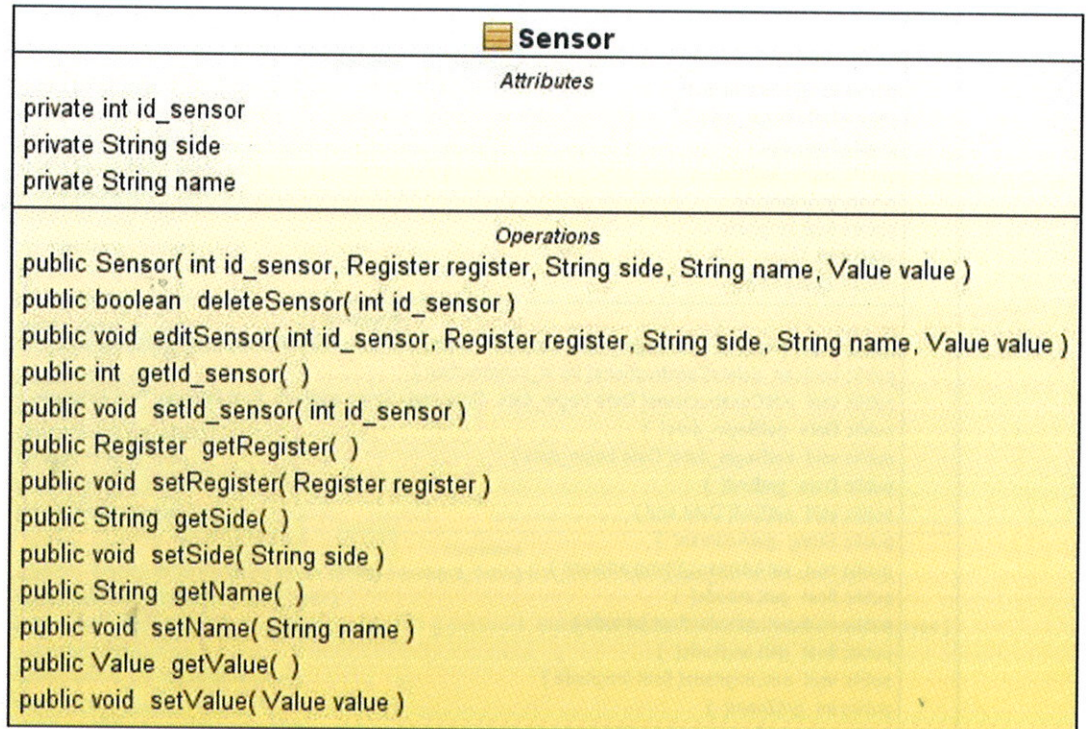 Sensor
Attributes
private int id_sensor
private String side
private String name
Operations
public Sensor( int id_sensor, Register register, String side, String name, Value value )
public boolean deleteSensor( int id_sensor )
public void editSensor( int id_sensor, Register register, String side, String name, Value value )
public int getId_sensor( )
public void setId_sensor( int id_sensor )
public Register getRegister( )
public void setRegister( Register register )
public String getSide( )
public void setSide( String side )
public String getName( )
public void setName( String name )
public Value getValue( )
public void setValue( Value value )